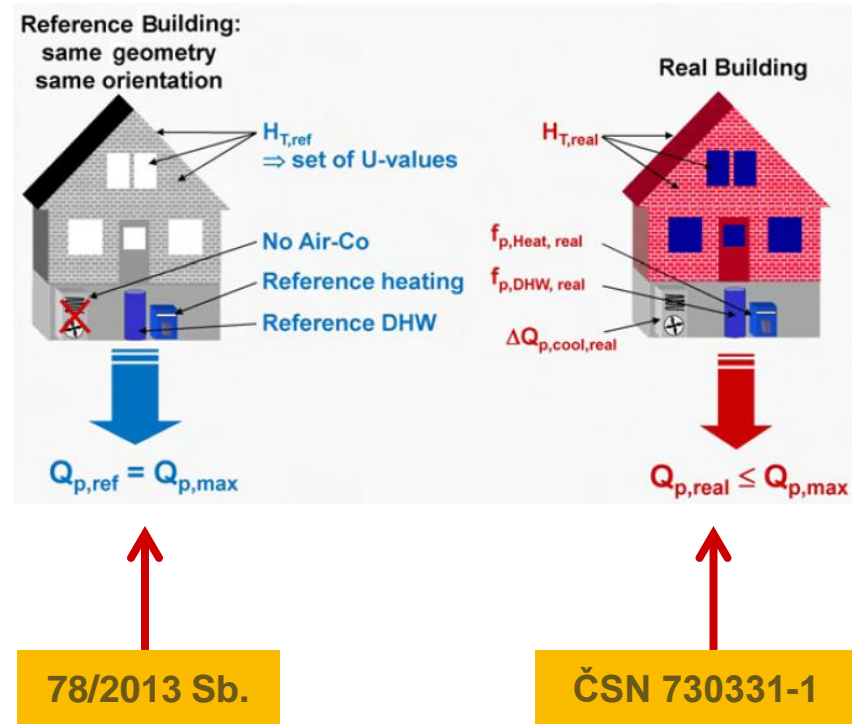 Reference Building:
same geometry
same orientation
H_T,ref
⇒ set of U-values
No Air-Co
Reference heating
Reference DHW
Q_p,ref = Q_p,max
78/2013 Sb.
Real Building
H_T,real
f_p,Heat, real
f_p,DHW, real
ΔQ_p,cool,real
Q_p,real ≤ Q_p,max
ČSN 730331-1